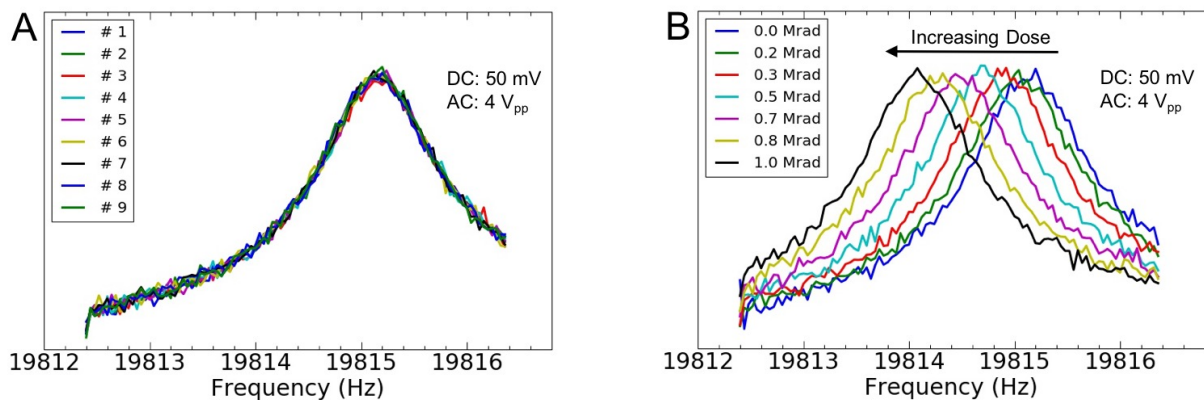 A
# 1
# 2
# 3
# 4
# 5
# 6
# 7
# 8
# 9
DC: 50 mV
AC: 4 Vpp
19812 19813 19814 19815 19816
Frequency (Hz)
B
0.0 Mrad
0.2 Mrad
0.3 Mrad
0.5 Mrad
0.7 Mrad
0.8 Mrad
1.0 Mrad
Increasing Dose
DC: 50 mV
AC: 4 Vpp
19812 19813 19814 19815 19816
Frequency (Hz)